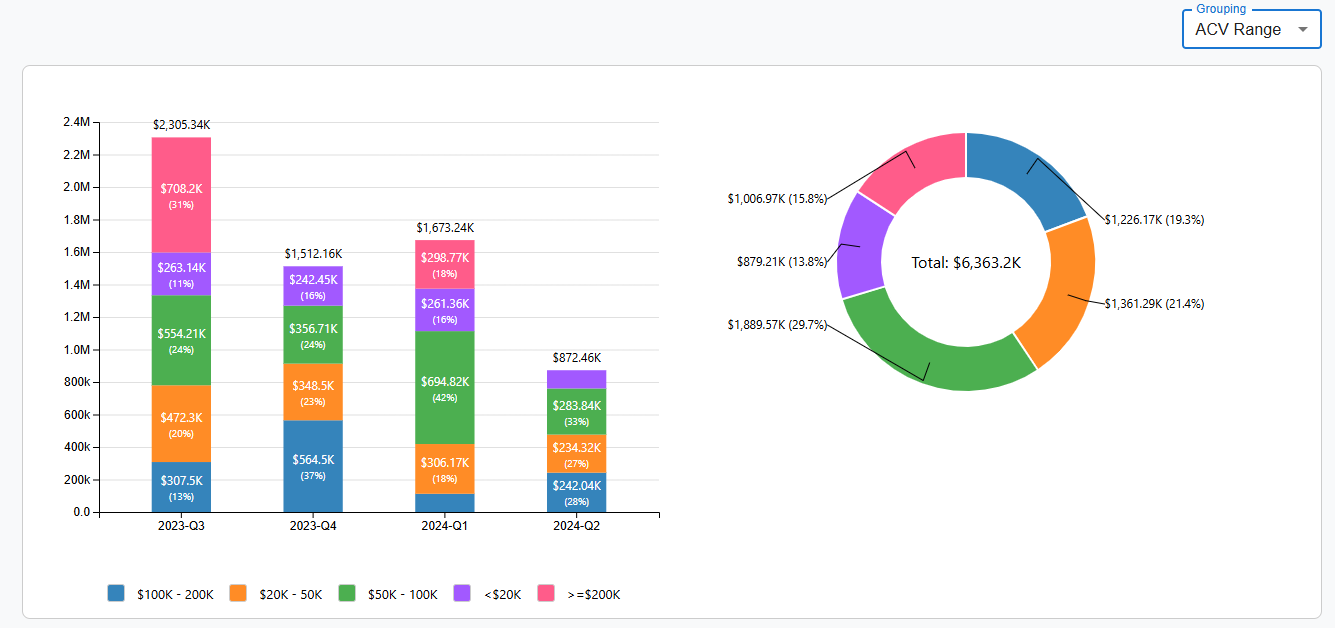 Grouping
ACV Range
2.4M
2.2M
2.0M
1.8M
1.6M
1.4M
1.2M
1.0M
800k
600k
400k
200k
0.0
$2,305.34K
$708.2K
(31%)
$263.14K
(11%)
$554.21K
(24%)
$472.3K
(20%)
$307.5K
(13%)
2023-Q3
$1,512.16K
$242.45K
(16%)
$356.71K
(24%)
$348.5K
(23%)
$564.5K
(37%)
2023-Q4
$1,673.24K
$298.77K
(18%)
$261.36K
(16%)
$694.82K
(42%)
$306.17K
(18%)
2024-Q1
$872.46K
$283.84K
(33%)
$234.32K
(27%)
$242.04K
(28%)
2024-Q2
$100K - 200K
$20K - 50K
$50K - 100K
<$20K
>=$200K
$1,006.97K (15.8%)
$879.21K (13.8%)
$1,889.57K (29.7%)
Total: $6,363.2K
$1,226.17K (19.3%)
$1,361.29K (21.4%)